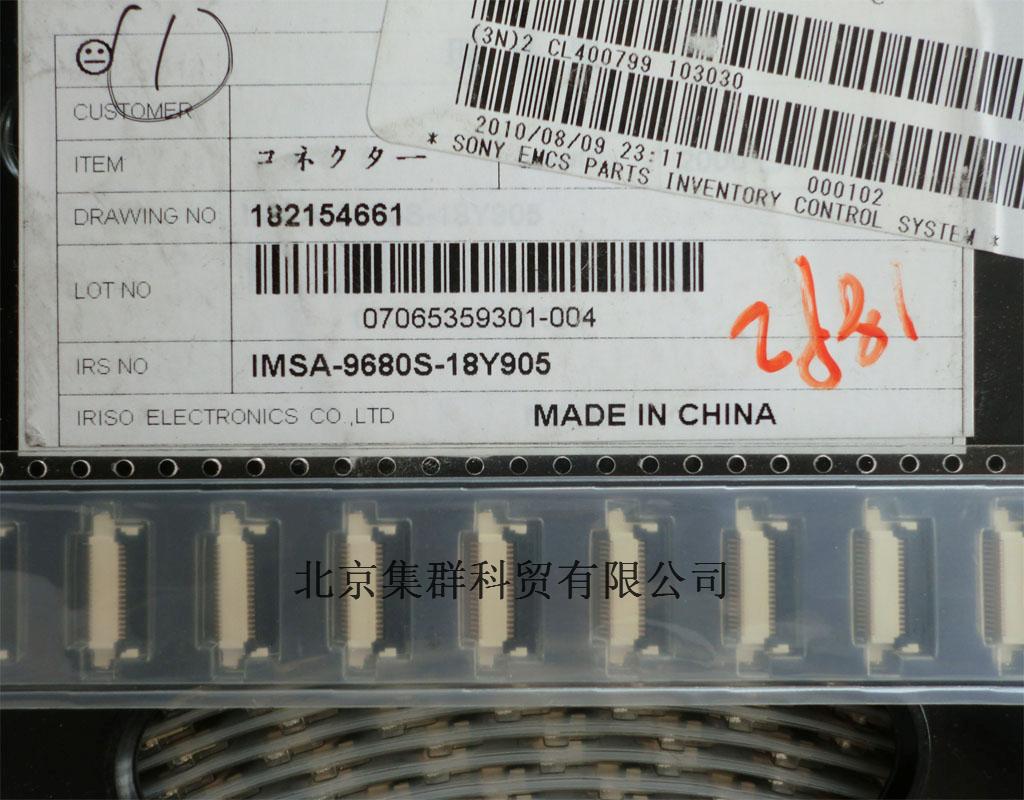 (1)
(3N)2 CL400799 103030
2010/08/09 23:11 000102
* SONY EMCS PARTS INVENTORY CONTROL SYSTEM *
CUSTOMER
ITEM コネクター
DRAWING NO 182154661
LOT NO
07065359301-004
IRS NO IMSA-9680S-18Y905
IRISO ELECTRONICS CO.,LTD MADE IN CHINA
北京集群科贸有限公司